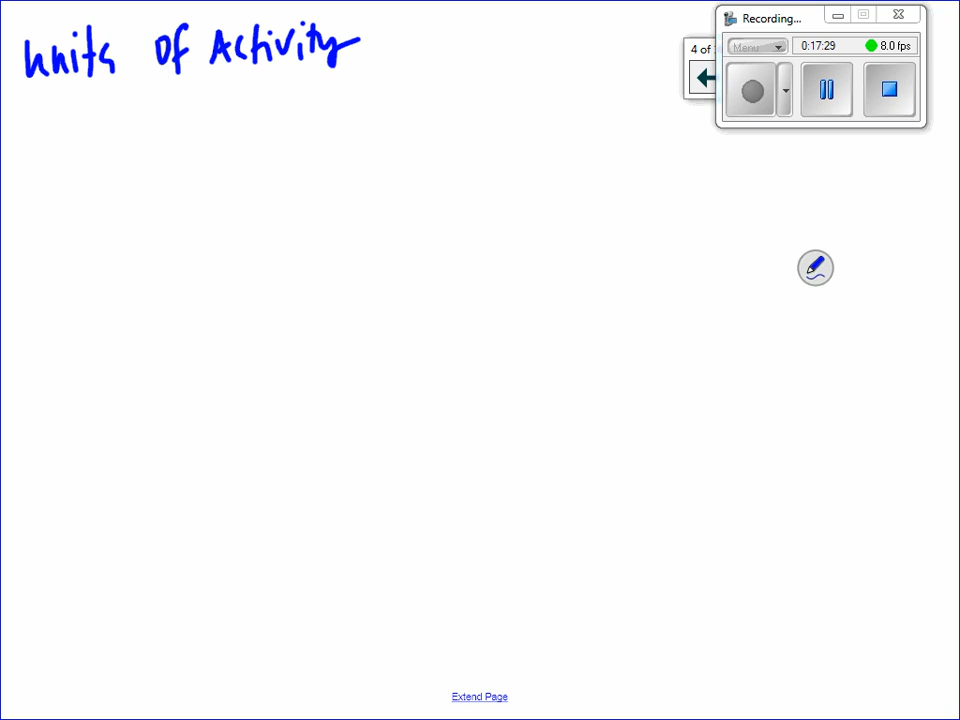 Units Of Activity
Recording...
4 of
Menu
0:17:29
8.0 fps
Extend Page